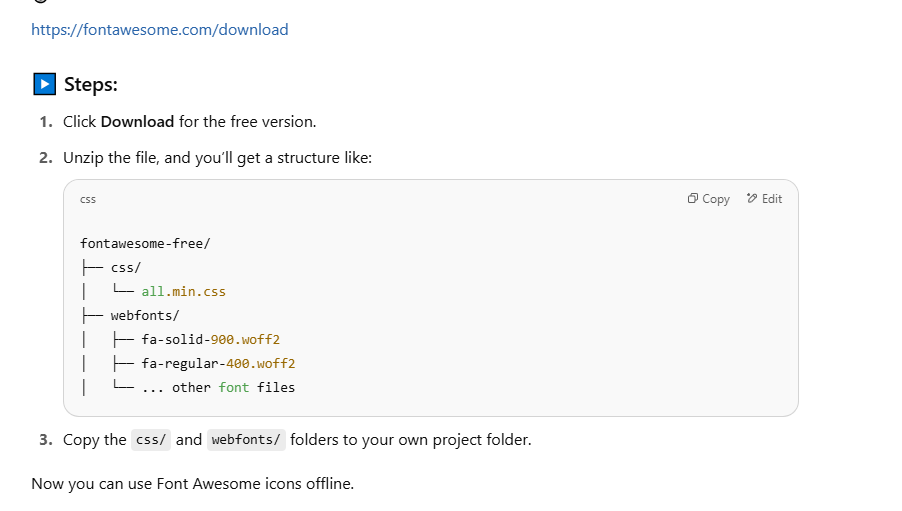 https://fontawesome.com/download
▶ Steps:
1. Click Download for the free version.
2. Unzip the file, and you'll get a structure like:
css Copy Edit
fontawesome-free/
├── css/
│   └── all.min.css
├── webfonts/
│   ├── fa-solid-900.woff2
│   ├── fa-regular-400.woff2
│   └── ... other font files
3. Copy the css/ and webfonts/ folders to your own project folder.
Now you can use Font Awesome icons offline.